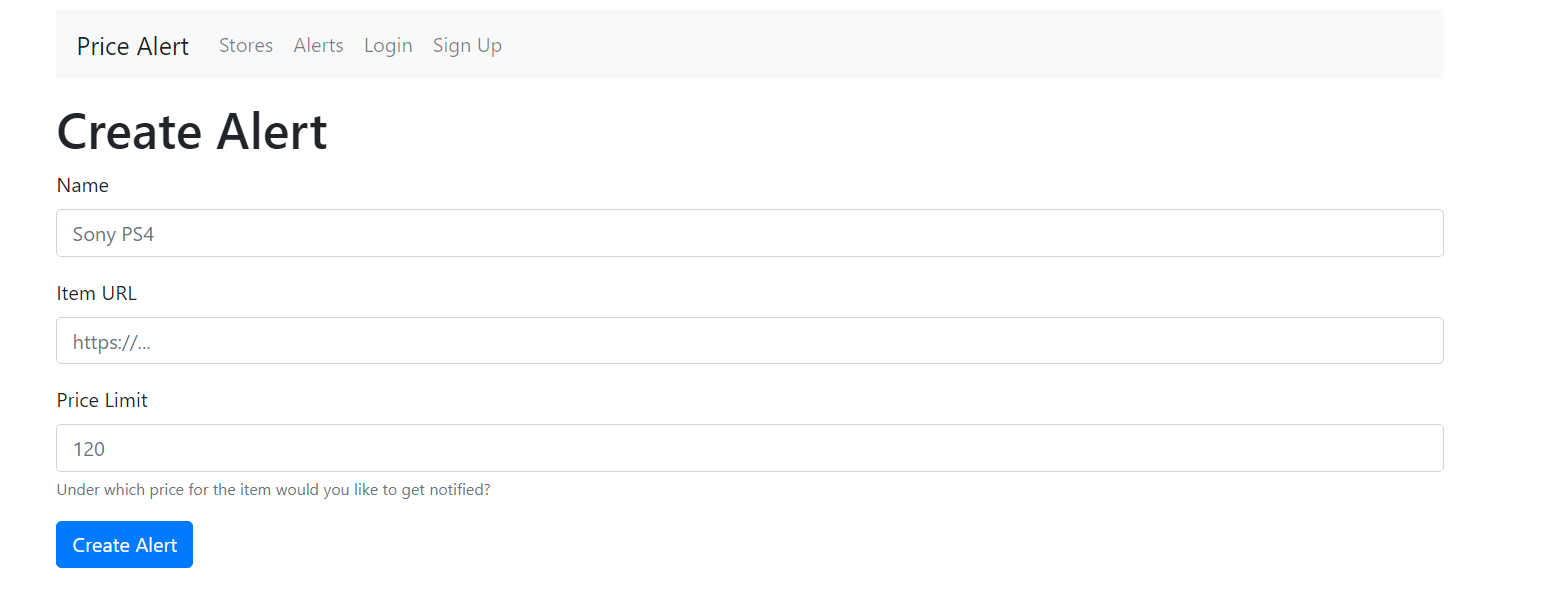 Price Alert Stores Alerts Login Sign Up
Create Alert
Name
Sony PS4
Item URL
https://...
Price Limit
120
Under which price for the item would you like to get notified?
Create Alert